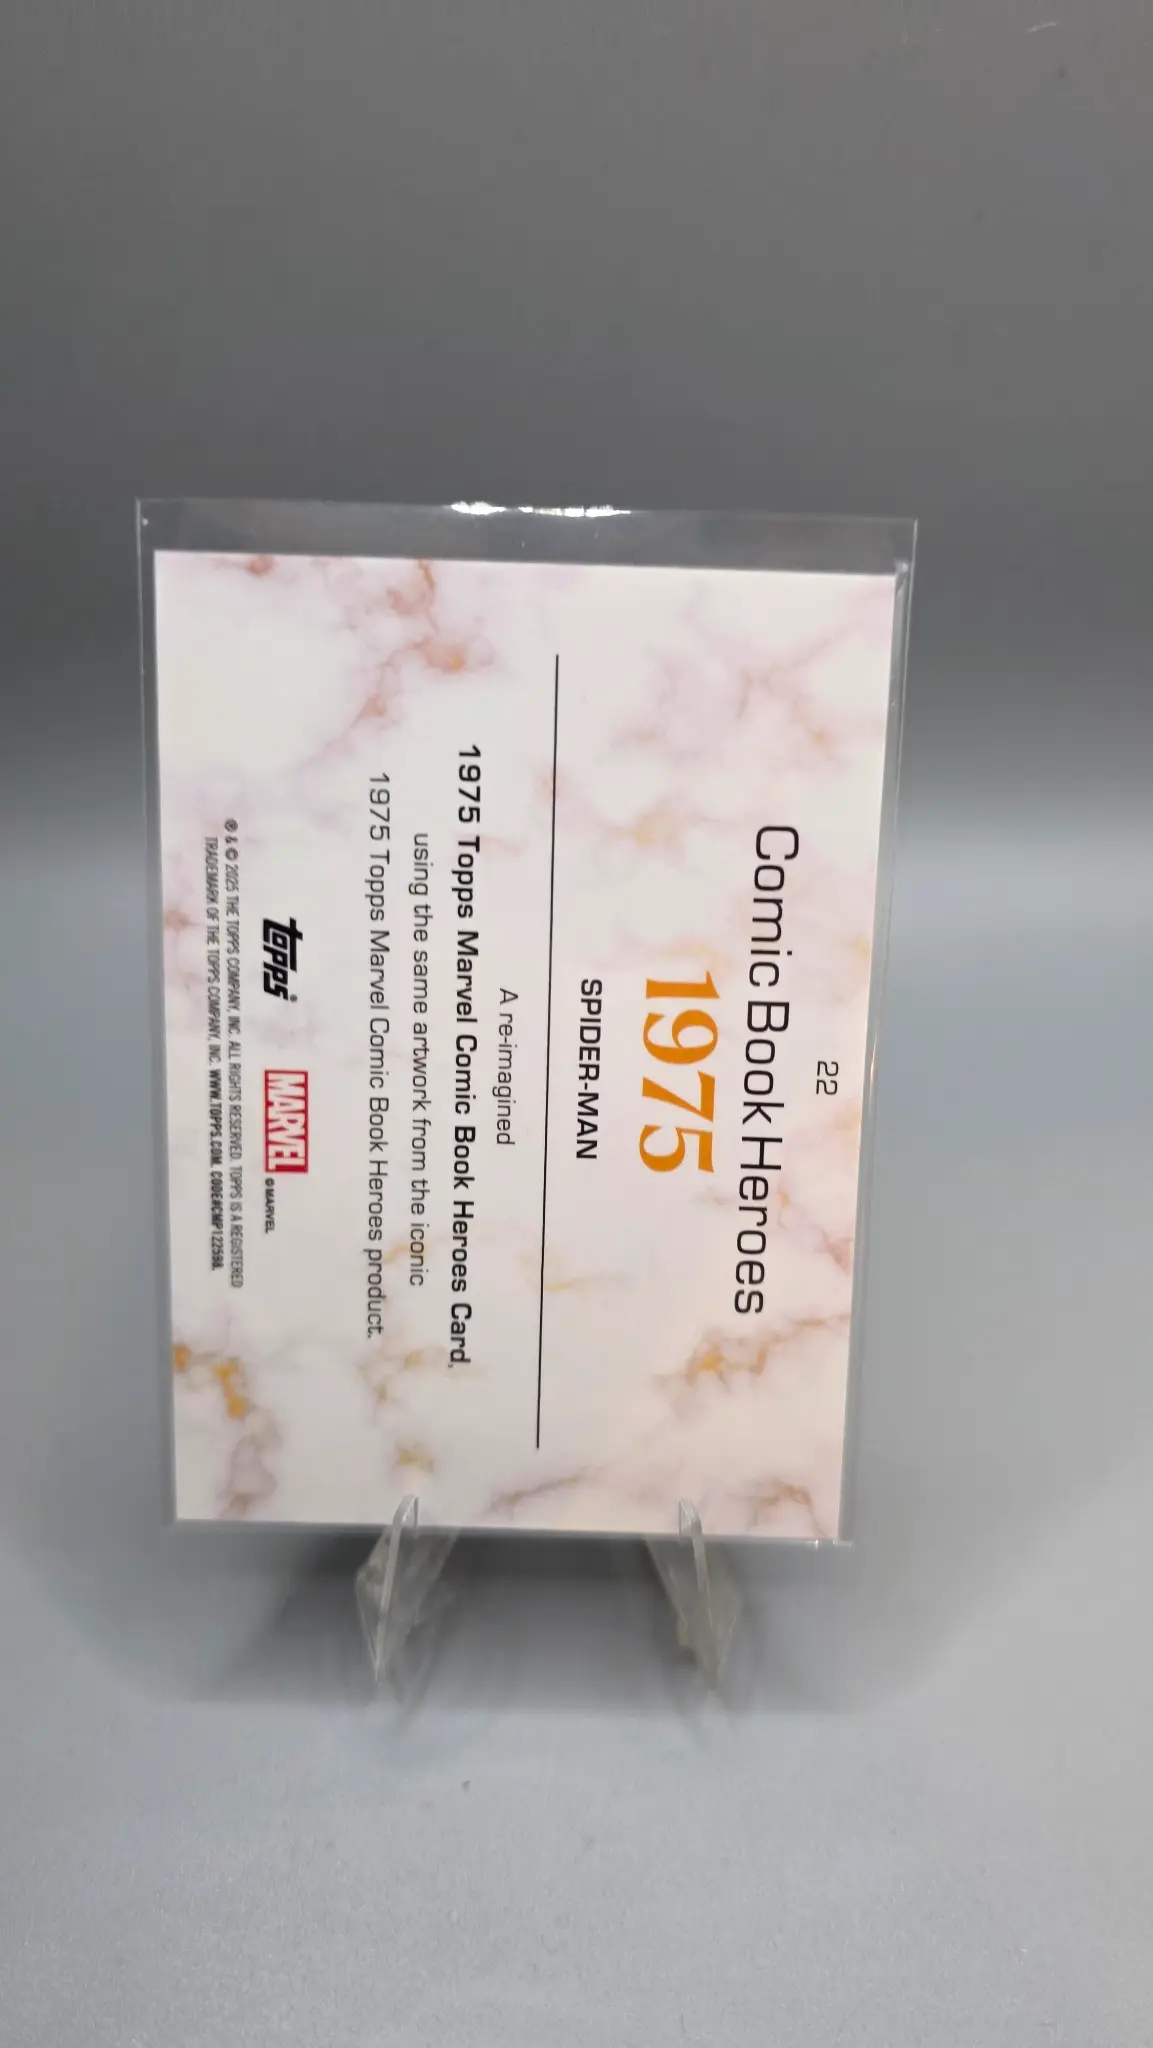 22
Comic Book Heroes
1975
SPIDER-MAN
A re-imagined
1975 Topps Marvel Comic Book Heroes Card,
using the same artwork from the iconic
1975 Topps Marvel Comic Book Heroes product.
topps® MARVEL © MARVEL
® & © 2025 THE TOPPS COMPANY, INC. ALL RIGHTS RESERVED. TOPPS IS A REGISTERED
TRADEMARK OF THE TOPPS COMPANY, INC. WWW.TOPPS.COM. CODE#CMP122598.